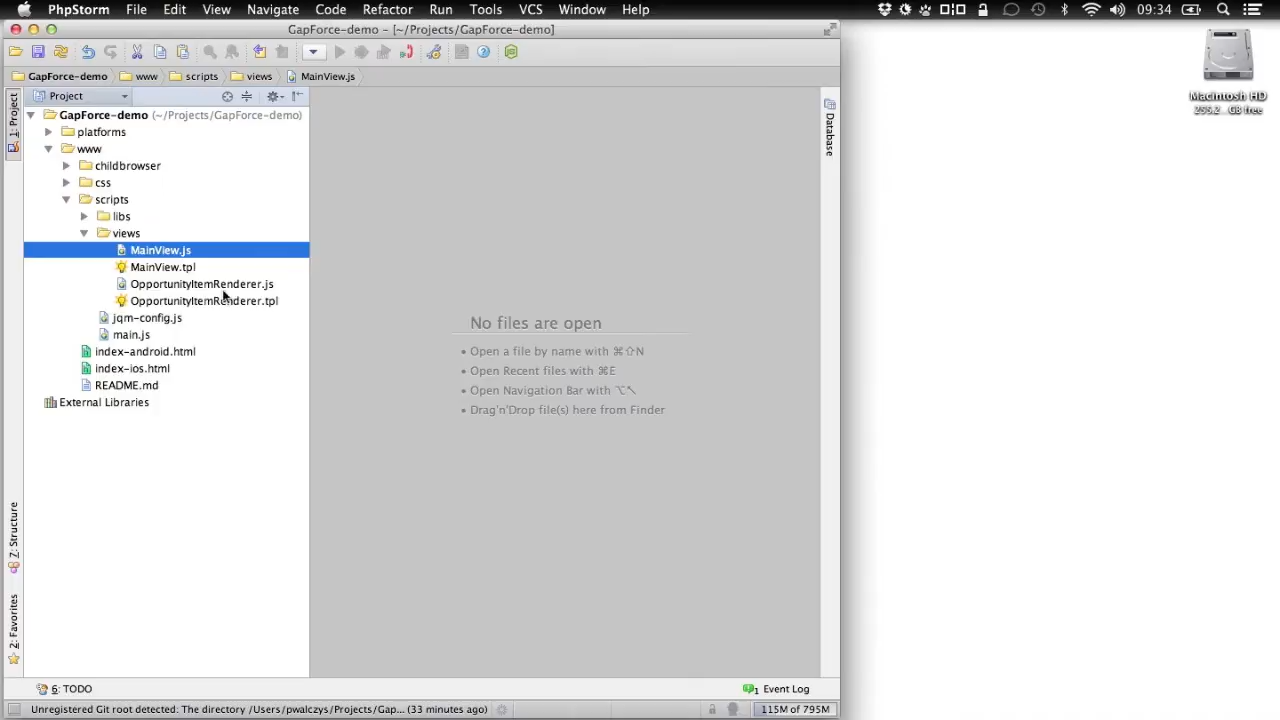 PhpStorm File Edit View Navigate Code Refactor Run Tools VCS Window Help 09:34
GapForce-demo – [~/Projects/GapForce-demo]
GapForce-demo www scripts views MainView.js
1: Project
Project
GapForce-demo (~/Projects/GapForce-demo)
platforms
www
childbrowser
css
scripts
libs
views
MainView.js
MainView.tpl
OpportunityItemRenderer.js
OpportunityItemRenderer.tpl
jqm-config.js
main.js
index-android.html
index-ios.html
README.md
External Libraries
No files are open
• Open a file by name with ⌘⇧N
• Open Recent files with ⌘E
• Open Navigation Bar with ⌥↖
• Drag'n'Drop file(s) here from Finder
Database
Macintosh HD
255.2... GB free
7: Structure
2: Favorites
6: TODO
1 Event Log
Unregistered Git root detected: The directory /Users/pwalczys/Projects/Gap... (33 minutes ago)
115M of 795M